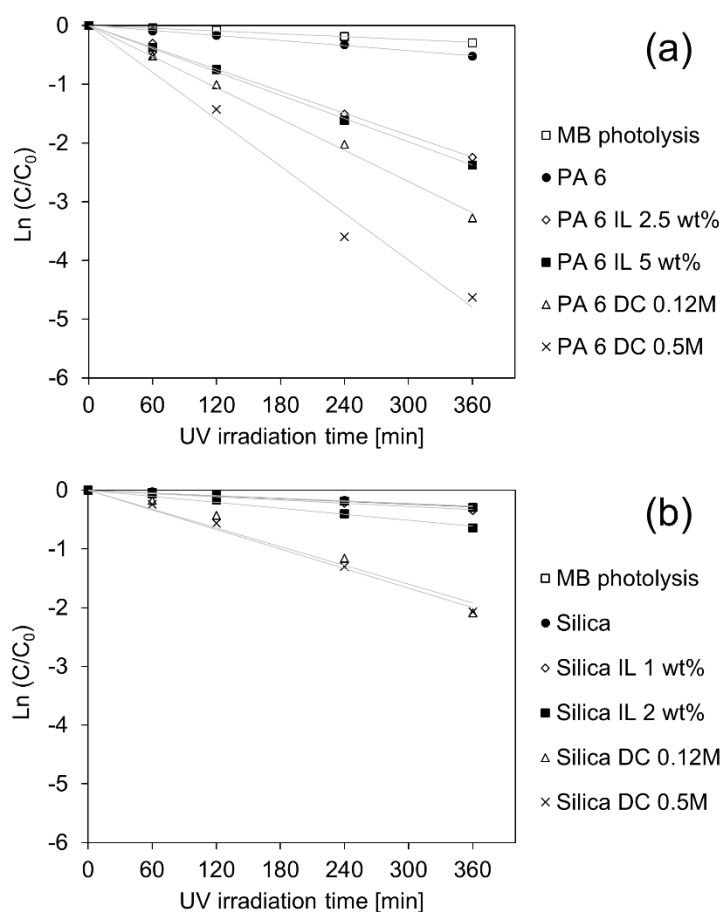 (a)
0
-1
-2
-3
-4
-5
-6
Ln (C/C0)
0 60 120 180 240 300 360
UV irradiation time [min]
MB photolysis
PA 6
PA 6 IL 2.5 wt%
PA 6 IL 5 wt%
PA 6 DC 0.12M
PA 6 DC 0.5M
(b)
0
-1
-2
-3
-4
-5
-6
Ln (C/C0)
0 60 120 180 240 300 360
UV irradiation time [min]
MB photolysis
Silica
Silica IL 1 wt%
Silica IL 2 wt%
Silica DC 0.12M
Silica DC 0.5M